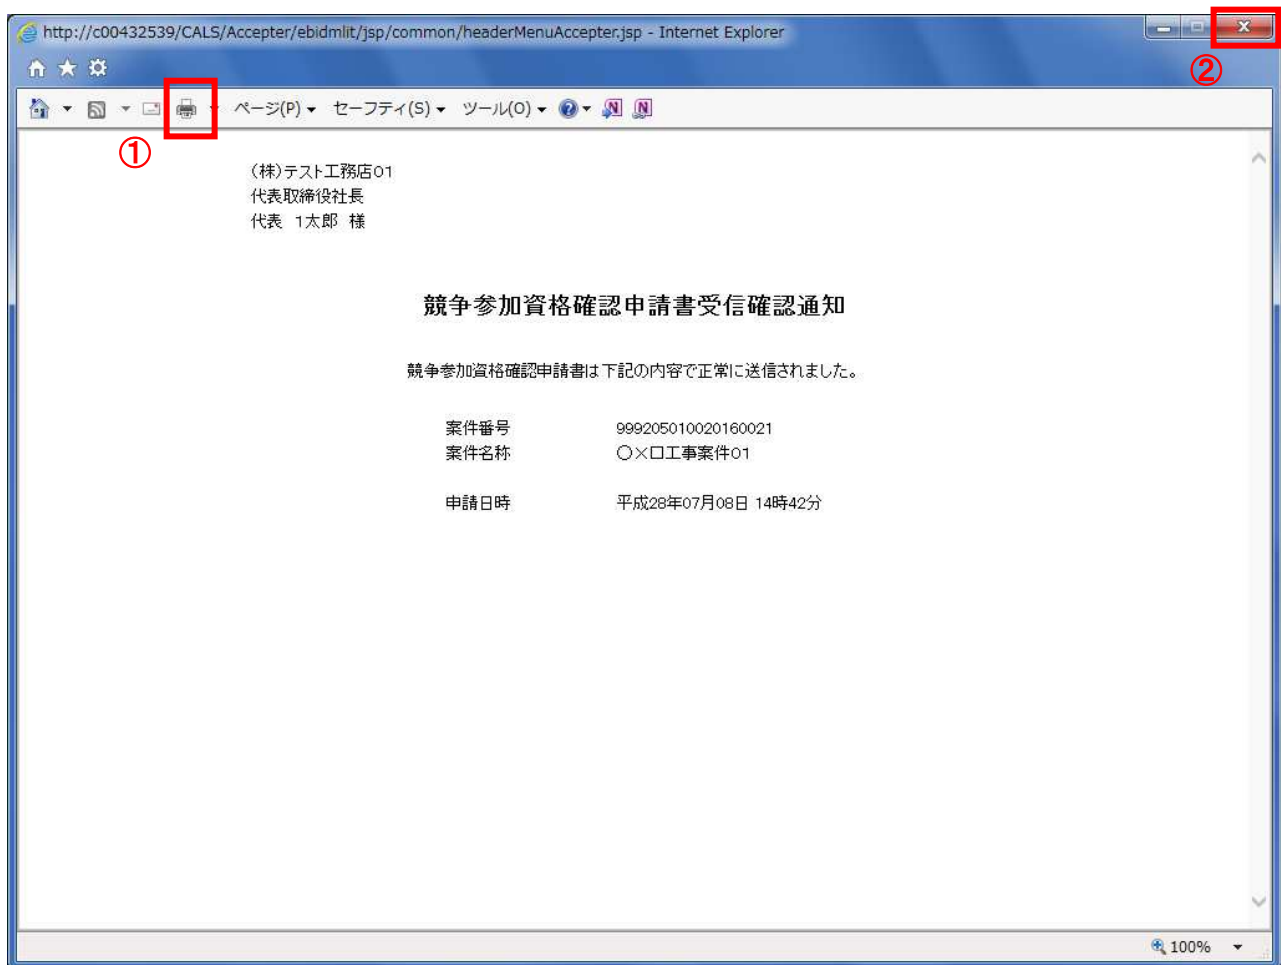 http://c00432539/CALS/Accepter/ebidmlit/jsp/common/headerMenuAccepter.jsp - Internet Explorer
②
ページ(P) セーフティ(S) ツール(O)
①
(株)テスト工務店01
代表取締役社長
代表 1太郎 様
競争参加資格確認申請書受信確認通知
競争参加資格確認申請書は下記の内容で正常に送信されました。
案件番号 999205010020160021
案件名称 〇×口工事案件01
申請日時 平成28年07月08日 14時42分
100%